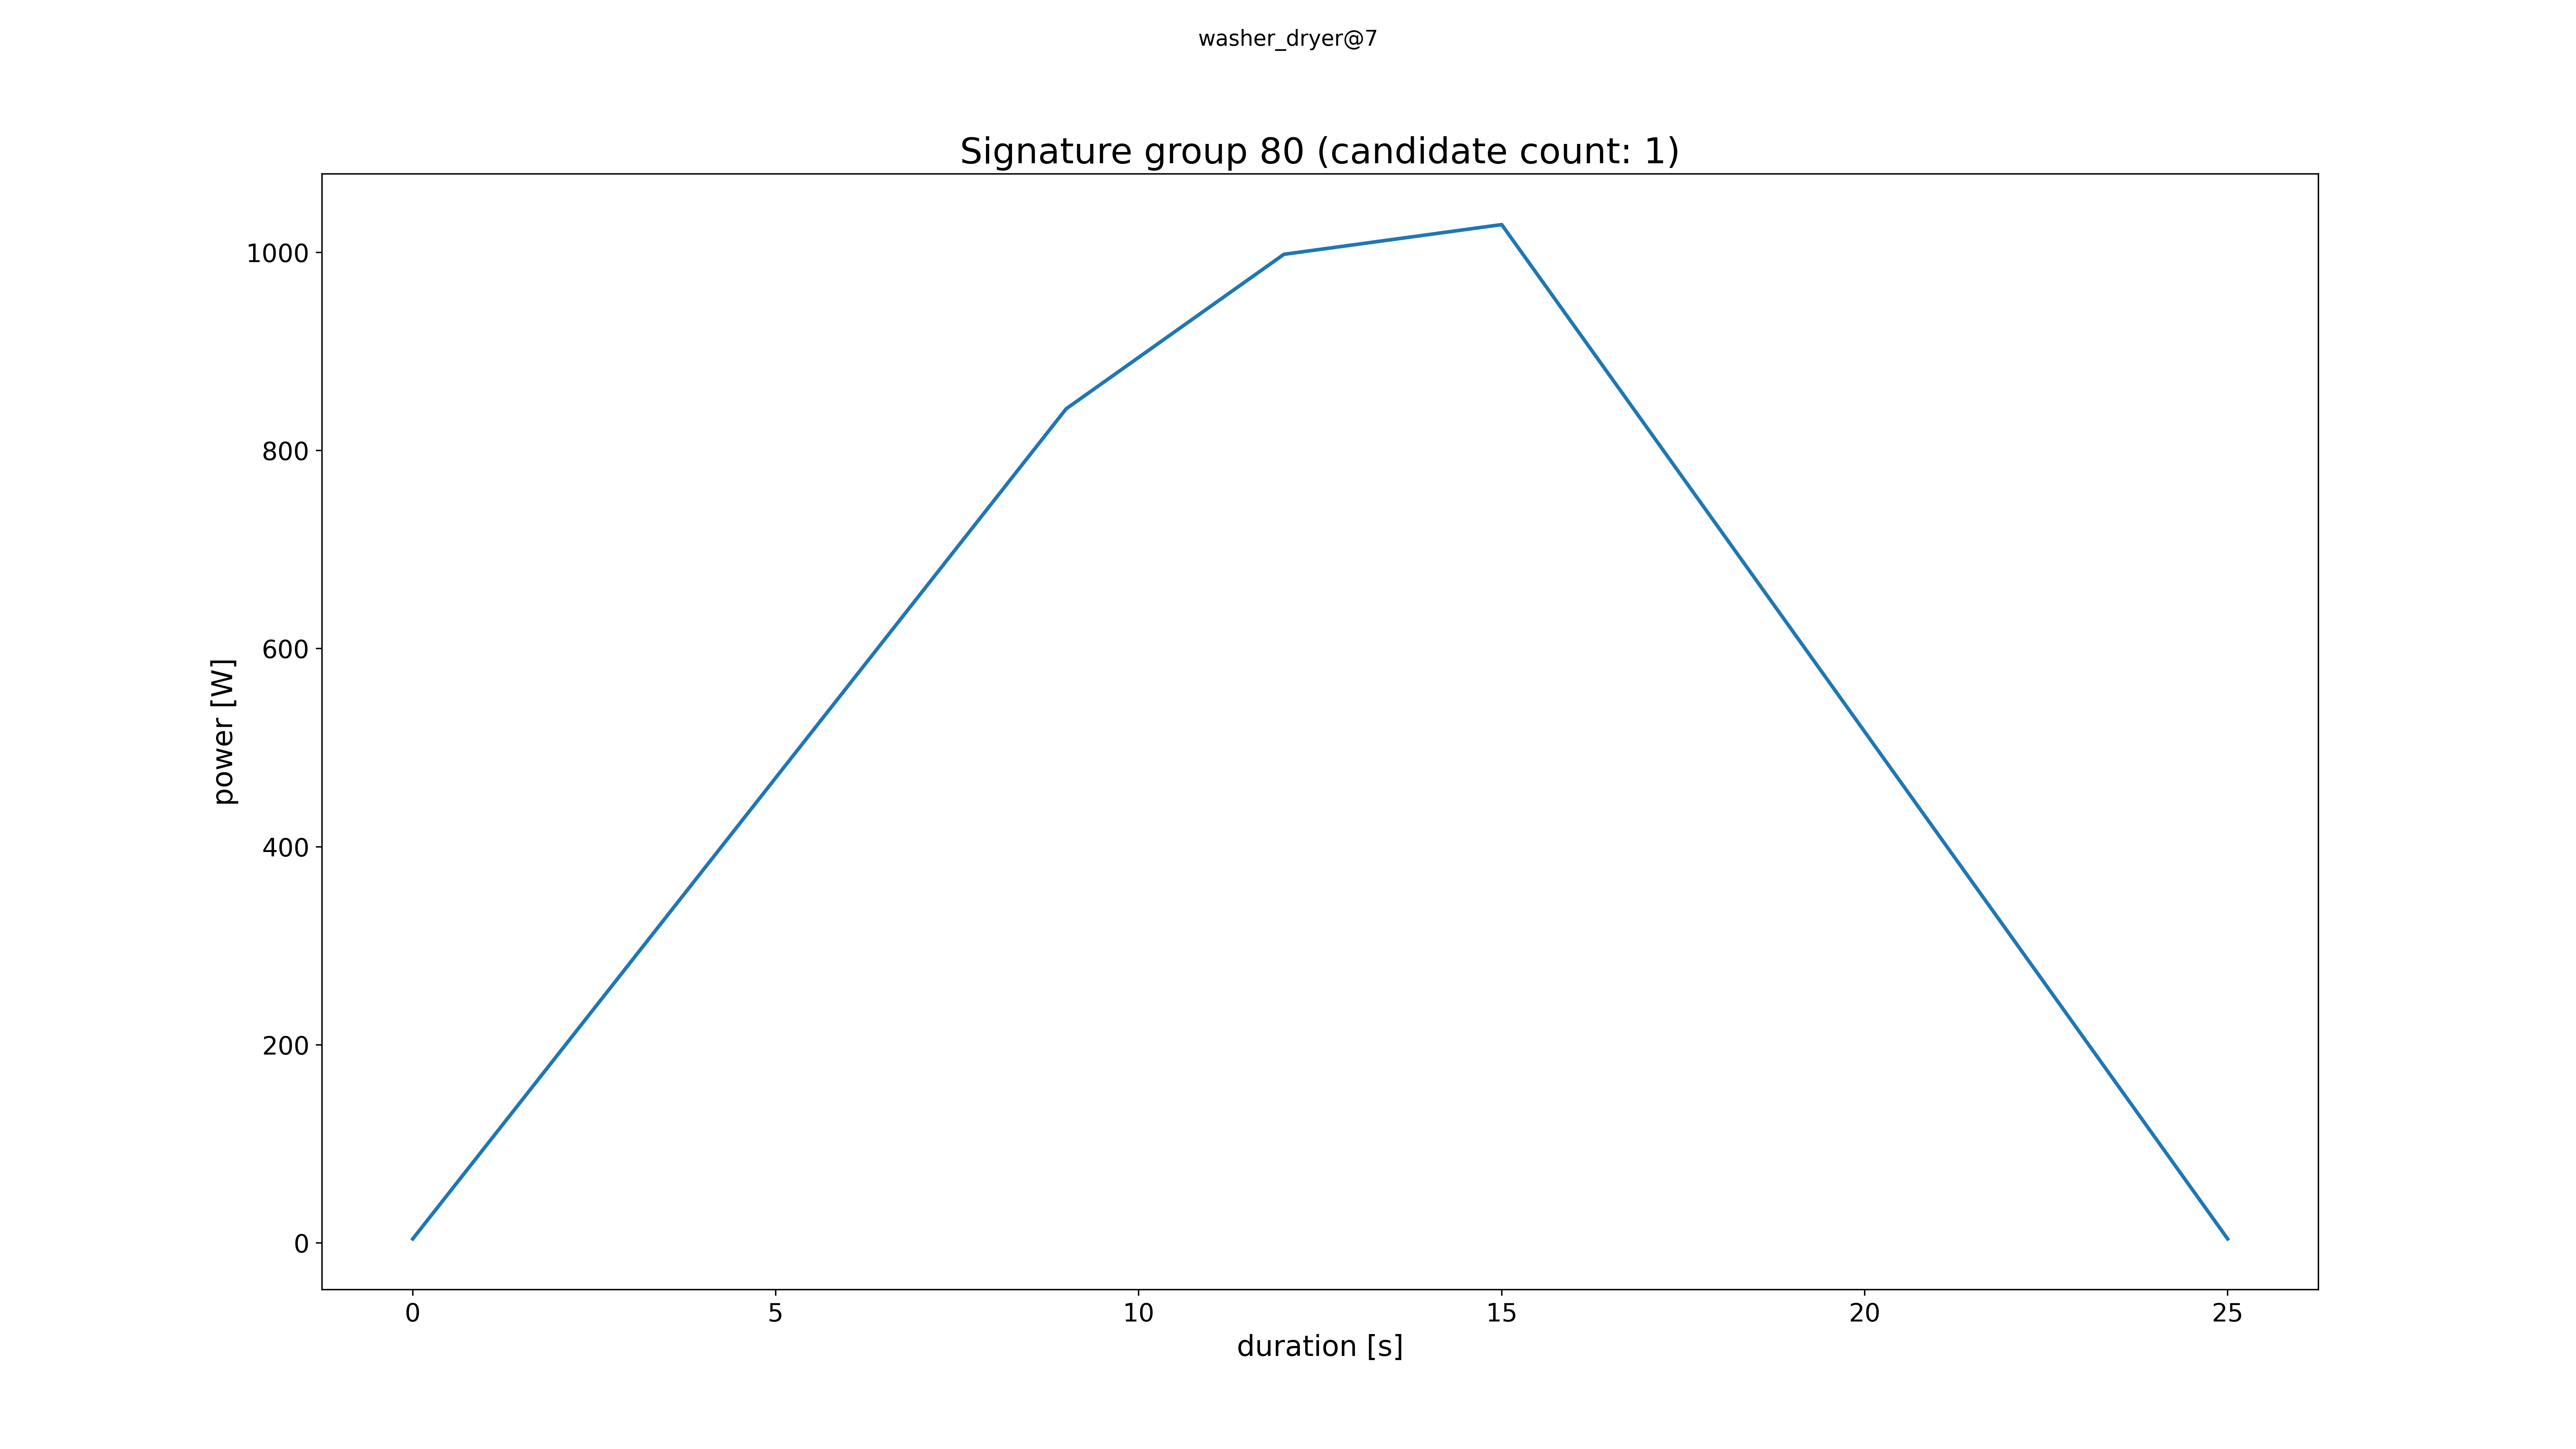 washer_dryer@7
Signature group 80 (candidate count: 1)
1000
800
600
400
200
0
power [W]
0 5 10 15 20 25
duration [s]